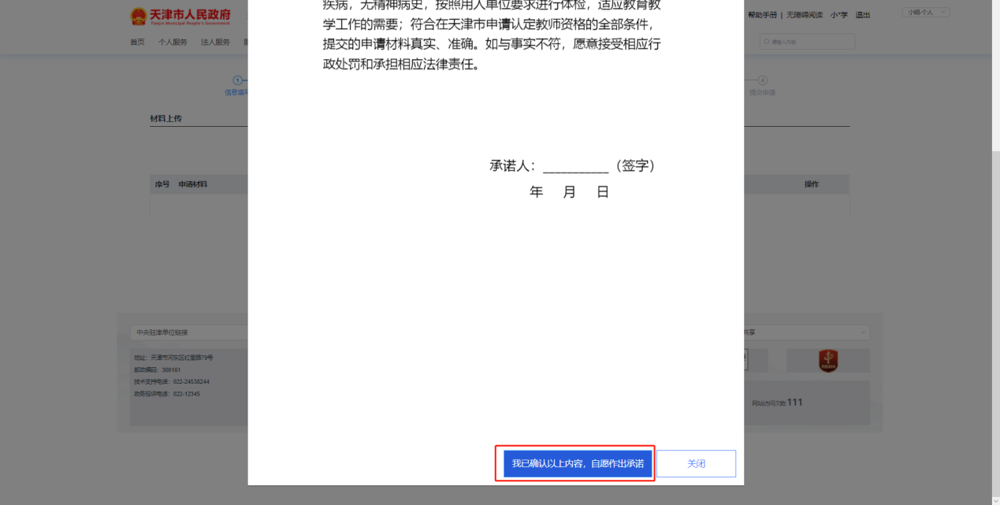 天津市人民政府
Tianjin Municipal People's Government
帮助手册 | 无障碍阅读 小*学 退出
小明-个人
首页 个人服务 法人服务
请输入内容
疾病，无精神病史，按照用人单位要求进行体检，适应教育教
学工作的需要；符合在天津市申请认定教师资格的全部条件，
提交的申请材料真实、准确。如与事实不符，愿意接受相应行
政处罚和承担相应法律责任。
1
信息填写
4
提交申请
材料上传
承诺人：__________（签字）
年 月 日
序号 申请材料 操作
中央驻津单位链接
共享
地址：天津市河东区红星路79号
邮政编码：300161
技术支持电话：022-24538244
政务投诉电话：022-12345
网站访问次数:111
我已确认以上内容，自愿作出承诺
关闭